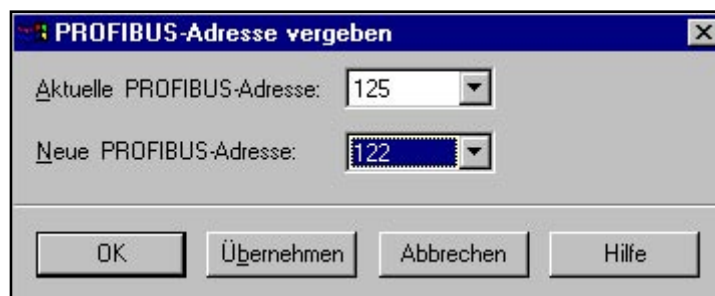 PROFIBUS-Adresse vergeben
Aktuelle PROFIBUS-Adresse: 125
Neue PROFIBUS-Adresse: 122
OK Übernehmen Abbrechen Hilfe